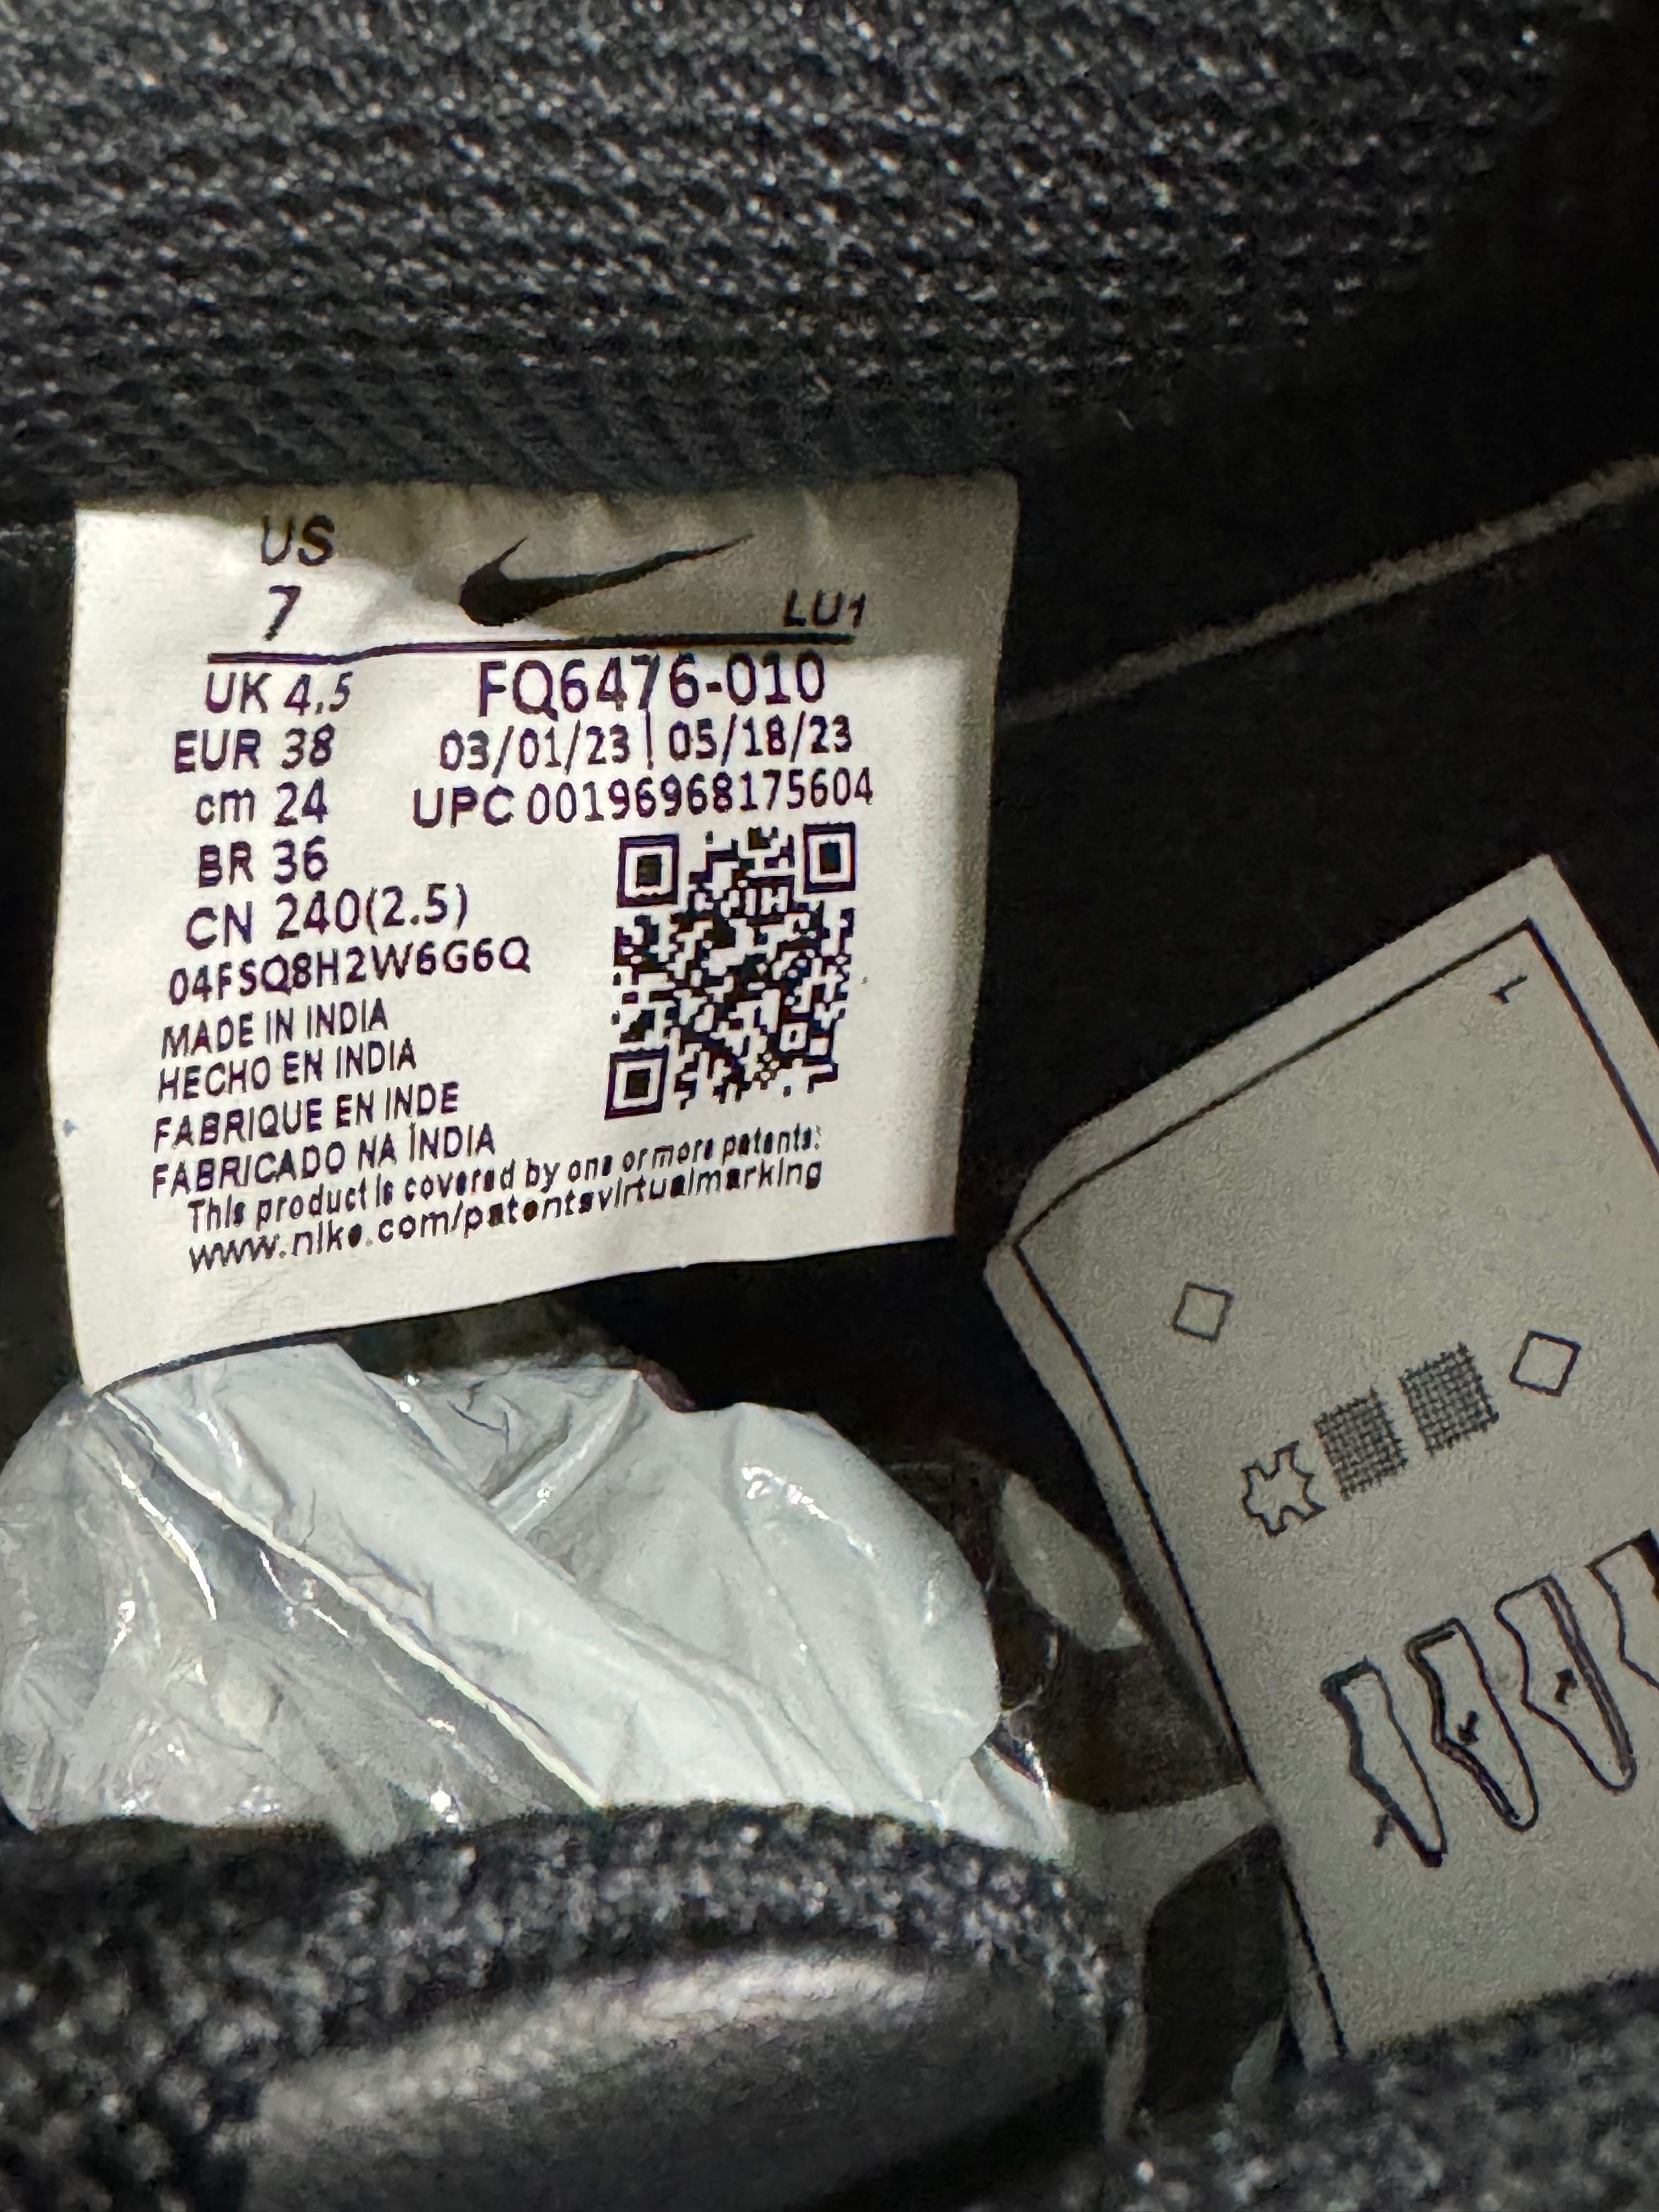 US
7
LU1
UK 4.5
FQ6476-010
EUR 38
03/01/23 | 05/18/23
cm 24
UPC 00196968175604
BR 36
CN 240(2.5)
04FSQ8H2W6G6Q
MADE IN INDIA
HECHO EN INDIA
FABRIQUE EN INDE
FABRICADO NA ÍNDIA
This product is covered by one or more patents:
www.nike.com/patentsvirtualmarking
L